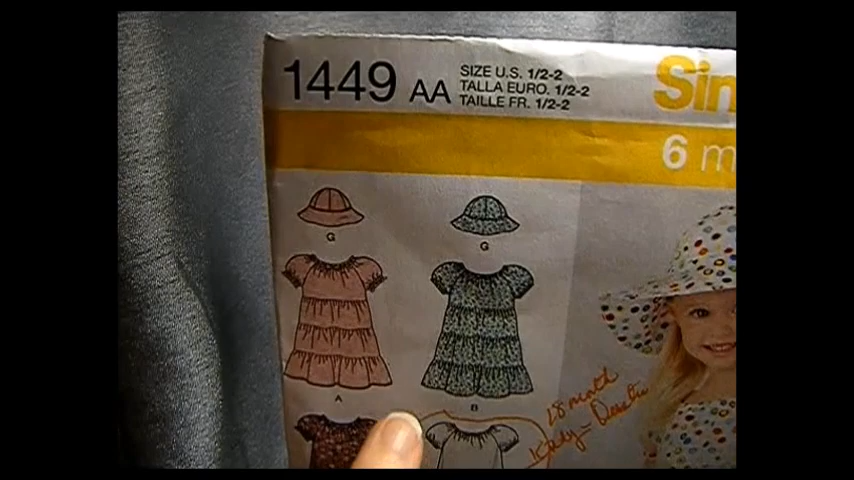 1449 AA
SIZE U.S. 1/2-2
TALLA EURO. 1/2-2
TAILLE FR. 1/2-2
Sim
6 m
G
G
A
B
18 month